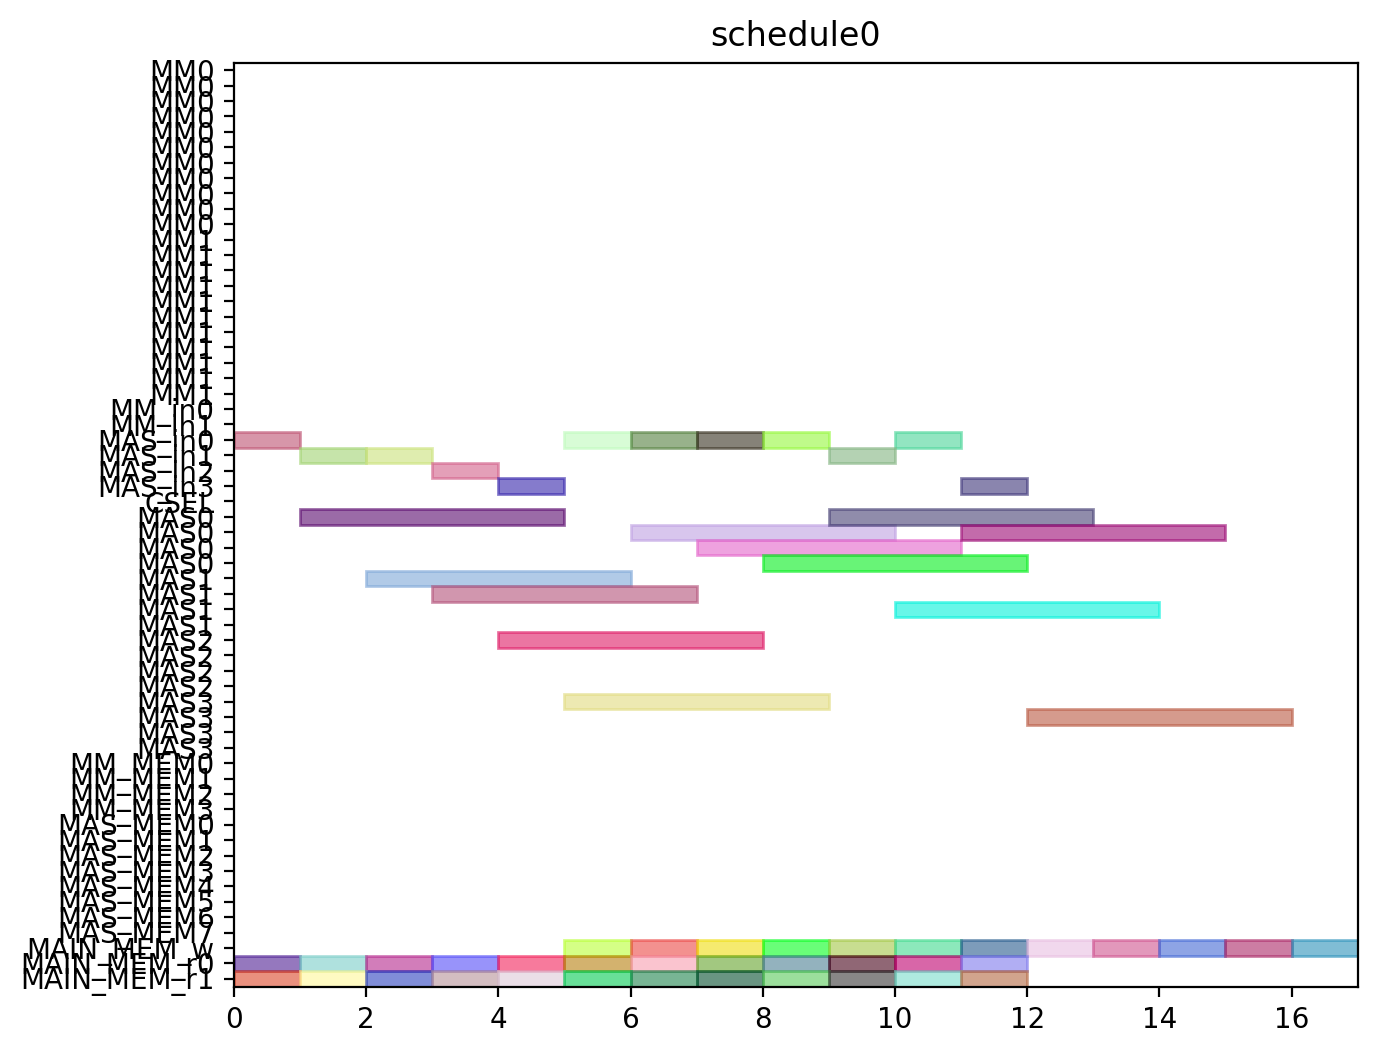 schedule0
MM0
MM0
MM0
MM0
MM0
MM0
MM0
MM0
MM0
MM0
MM0
MM1
MM1
MM1
MM1
MM1
MM1
MM1
MM1
MM1
MM1
MM1
MM_in0
MM_in1
MAS_in0
MAS_in1
MAS_in2
MAS_in3
CSEL
MAS0
MAS0
MAS0
MAS0
MAS1
MAS1
MAS1
MAS1
MAS2
MAS2
MAS2
MAS2
MAS3
MAS3
MAS3
MAS3
MM_MEM0
MM_MEM1
MM_MEM2
MM_MEM3
MAS_MEM0
MAS_MEM1
MAS_MEM2
MAS_MEM3
MAS_MEM4
MAS_MEM5
MAS_MEM6
MAS_MEM7
MAIN_MEM_w
MAIN_MEM_r0
MAIN_MEM_r1
0 2 4 6 8 10 12 14 16